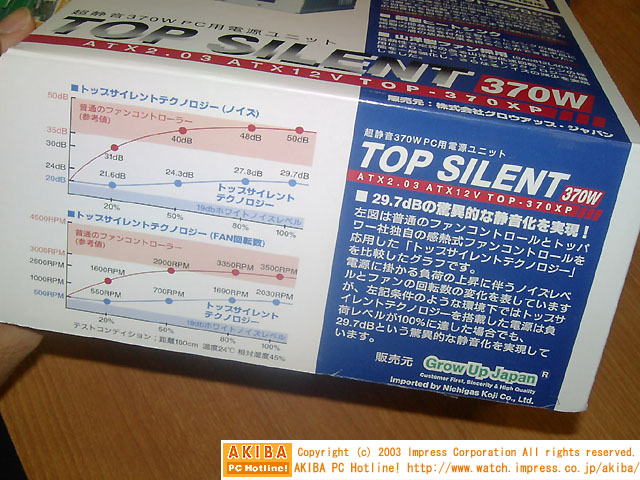 超静音370W PC用電源ユニット
TOP SILENT 370W
ATX2.03 ATX12V TOP-370XP
販売元：株式会社グロウアップ・ジャパン
■トップサイレントテクノロジー(ノイズ)
50dB
35dB
30dB
24dB
20dB
普通のファンコントローラー
(参考値)
31dB
40dB
48dB
50dB
21.6dB
24.3dB
27.8dB
29.7dB
トップサイレント
テクノロジー
19dbホワイトノイズレベル
20%
50%
80%
100%
■トップサイレントテクノロジー(FAN回転数)
4500RPM
3000RPM
2600RPM
1000RPM
500RPM
普通のファンコントローラー
(参考値)
1600RPM
2900RPM
3350RPM
3500RPM
550RPM
700RPM
1690RPM
2030RPM
トップサイレント
テクノロジー
19dbホワイトノイズレベル
20%
50%
80%
100%
テストコンディション；距離100cm 温度24℃ 相対湿度45%
超静音370W PC用電源ユニット
TOP SILENT 370W
ATX2.03 ATX12V TOP-370XP
■29.7dBの驚異的な静音化を実現！
左図は普通のファンコントロールとトップパ
ワー社独自の感熱式ファンコントロールを
応用した「トップサイレントテクノロジー」
を比較したグラフです。
電源に掛かる負荷の上昇に伴うノイズレベ
ルとファンの回転数の変化を表しています
が、左記条件のような環境下ではトップサ
イレントテクノロジーを搭載した電源は負
荷レベルが100%に達した場合でも、
29.7dBという驚異的な静音化を実現して
います。
販売元 Grow Up Japan ®
Customer First, Sincerity & High Quality
Imported by Nichigas Koji Co., Ltd.
AKIBA
PC Hotline!
Copyright (c) 2003 Impress Corporation All rights reserved.
AKIBA PC Hotline! http://www.watch.impress.co.jp/akiba/